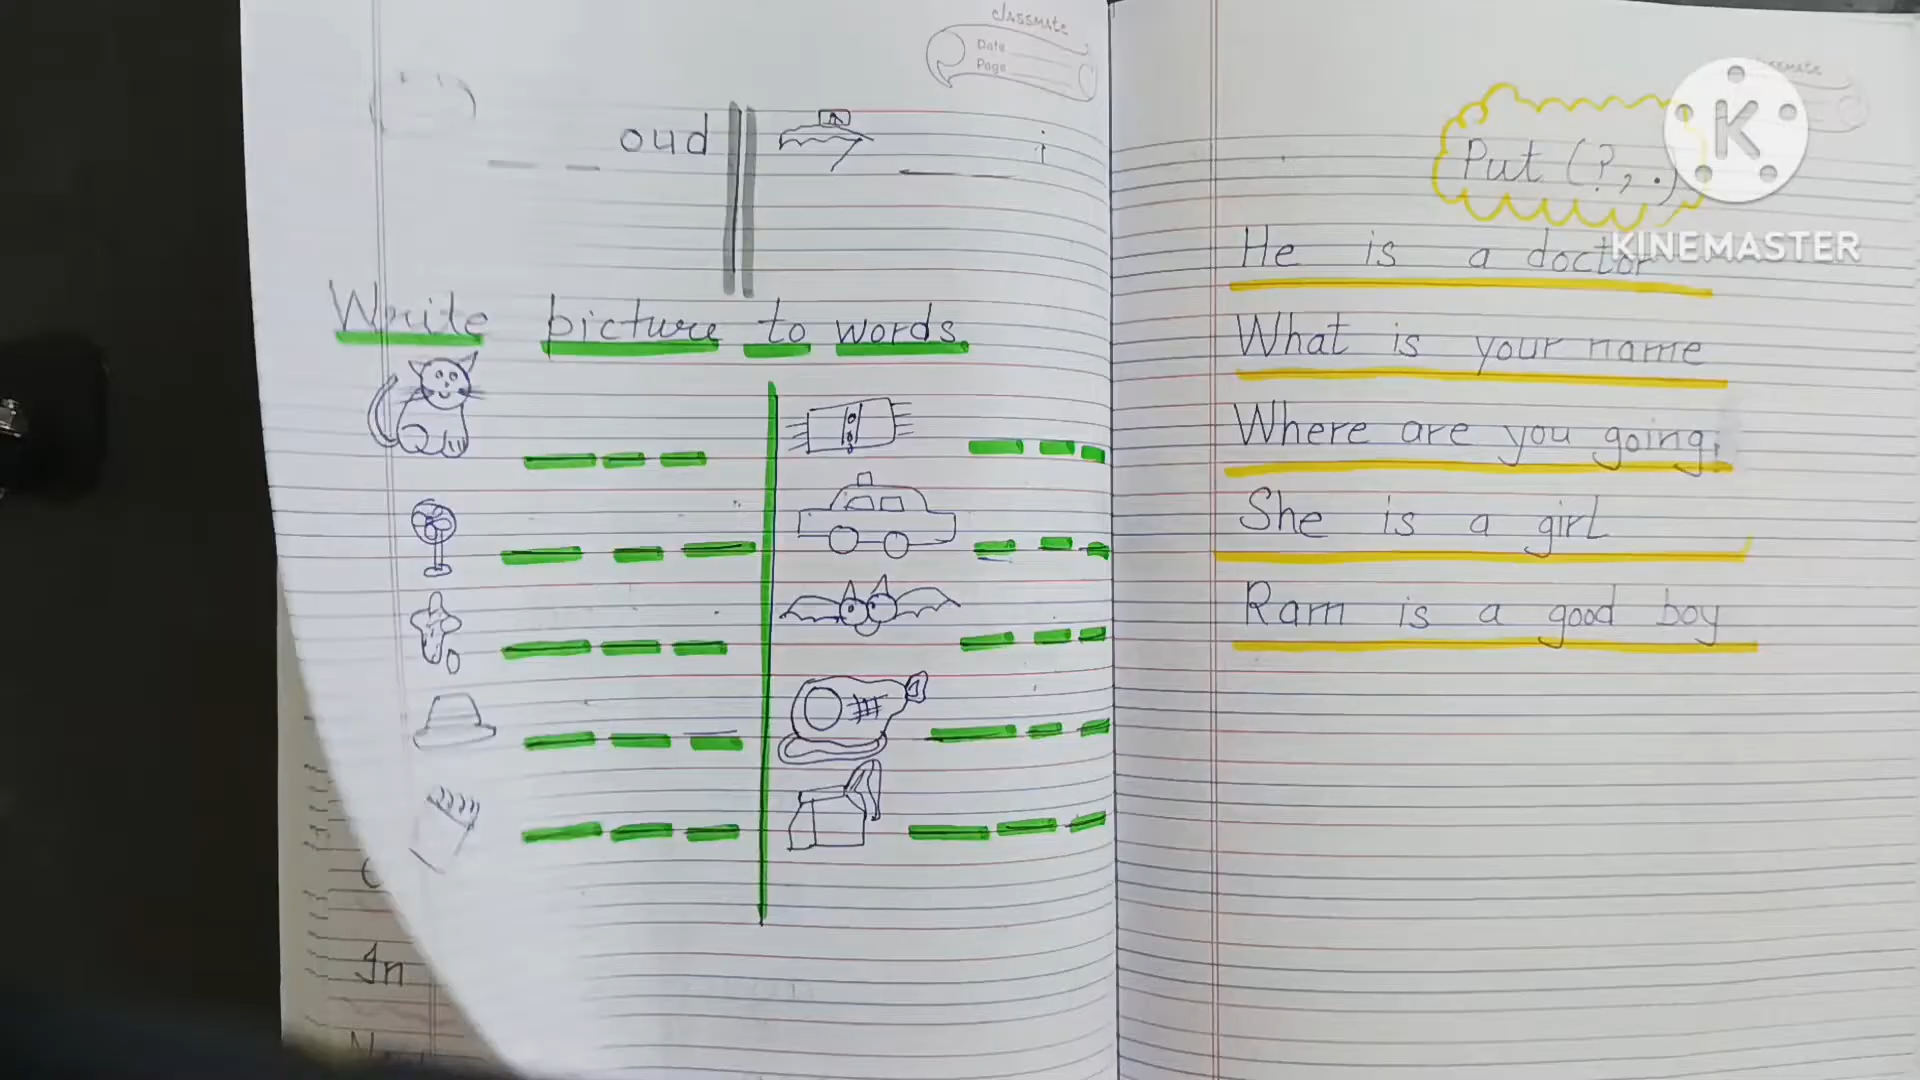 classmate
Date
Page
oud
i
Write picture to words.
In
Put (?, .)
KINEMASTER
He is a doctor
What is your name
Where are you going
She is a girl
Ram is a good boy